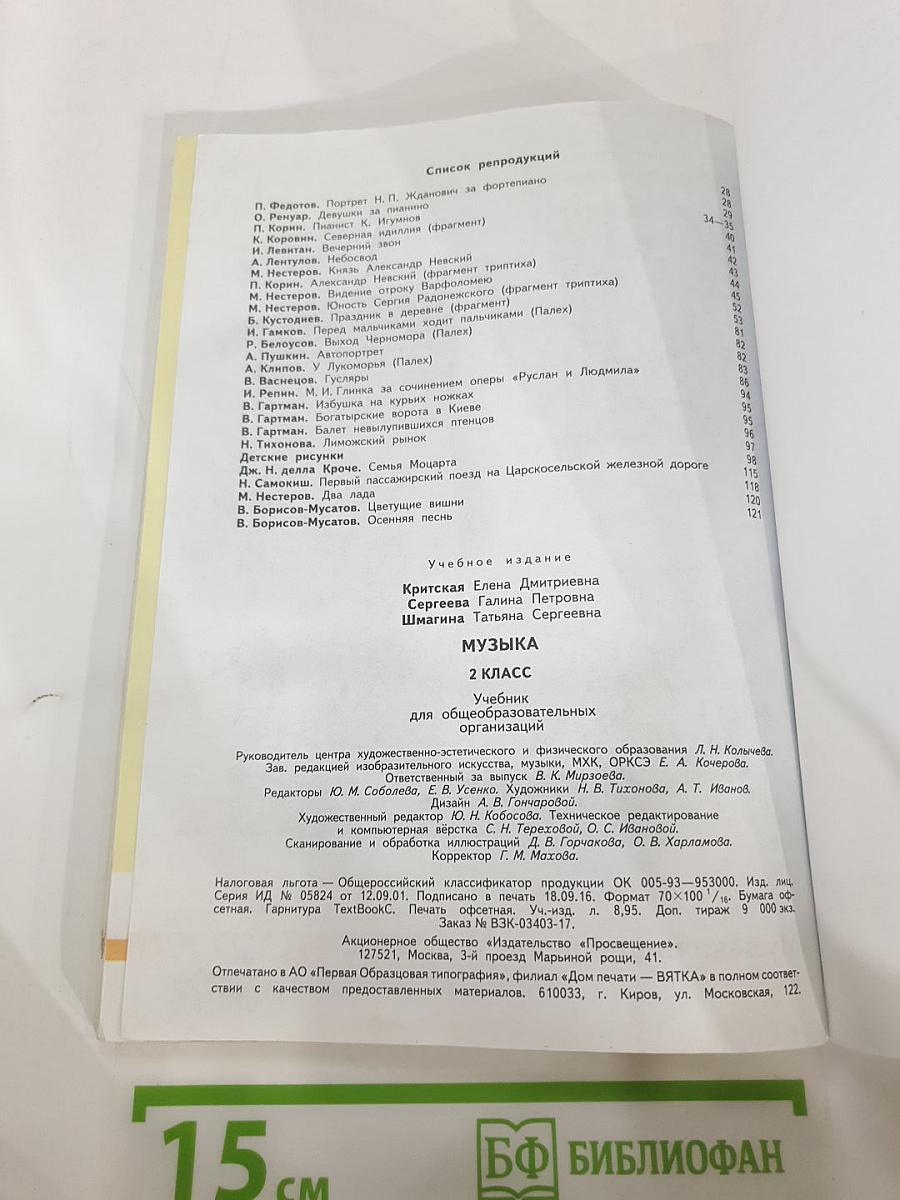 Список репродукций
П. Федотов. Портрет Н. П. Жданович за фортепиано 28
О. Ренуар. Девушки за пианино 28
П. Корин. Пианист К. Игумнов 29
К. Коровин. Северная идиллия (фрагмент) 34—35
И. Левитан. Вечерний звон 40
А. Лентулов. Небосвод 41
М. Нестеров. Князь Александр Невский 42
П. Корин. Александр Невский (фрагмент триптиха) 43
М. Нестеров. Видение отроку Варфоломею 44
М. Нестеров. Юность Сергия Радонежского (фрагмент триптиха) 45
Б. Кустодиев. Праздник в деревне (фрагмент) 52
И. Гамков. Перед мальчиками ходит пальчиками (Палех) 53
Р. Белоусов. Выход Черномора (Палех) 81
А. Пушкин. Автопортрет 82
А. Клипов. У Лукоморья (Палех) 82
В. Васнецов. Гусляры 83
И. Репин. М. И. Глинка за сочинением оперы «Руслан и Людмила» 86
В. Гартман. Избушка на курьих ножках 94
В. Гартман. Богатырские ворота в Киеве 95
В. Гартман. Балет невылупившихся птенцов 95
Н. Тихонова. Лиможский рынок 96
Детские рисунки 97
Дж. Н. делла Кроче. Семья Моцарта 98
Н. Самокиш. Первый пассажирский поезд на Царскосельской железной дороге 115
М. Нестеров. Два лада 118
В. Борисов-Мусатов. Цветущие вишни 120
В. Борисов-Мусатов. Осенняя песнь 121
Учебное издание
Критская Елена Дмитриевна
Сергеева Галина Петровна
Шмагина Татьяна Сергеевна
МУЗЫКА
2 КЛАСС
Учебник
для общеобразовательных
организаций
Руководитель центра художественно-эстетического и физического образования Л. Н. Колычева.
Зав. редакцией изобразительного искусства, музыки, МХК, ОРКСЭ Е. А. Кочерова.
Ответственный за выпуск В. К. Мирзоева.
Редакторы Ю. М. Соболева, Е. В. Усенко. Художники Н. В. Тихонова, А. Т. Иванов.
Дизайн А. В. Гончаровой.
Художественный редактор Ю. Н. Кобосова. Техническое редактирование
и компьютерная вёрстка С. Н. Тереховой, О. С. Ивановой.
Сканирование и обработка иллюстраций Д. В. Горчакова, О. В. Харламова.
Корректор Г. М. Махова.
Налоговая льгота — Общероссийский классификатор продукции ОК 005-93—953000. Изд. лиц.
Серия ИД № 05824 от 12.09.01. Подписано в печать 18.09.16. Формат 70×100 1/16. Бумага оф-
сетная. Гарнитура TextBookC. Печать офсетная. Уч.-изд. л. 8,95. Доп. тираж 9 000 экз.
Заказ № ВЗК-03403-17.
Акционерное общество «Издательство «Просвещение».
127521, Москва, 3-й проезд Марьиной рощи, 41.
Отпечатано в АО «Первая Образцовая типография», филиал «Дом печати — ВЯТКА» в полном соответ-
ствии с качеством предоставленных материалов. 610033, г. Киров, ул. Московская, 122.
15 см
БФ БИБЛИОФАН